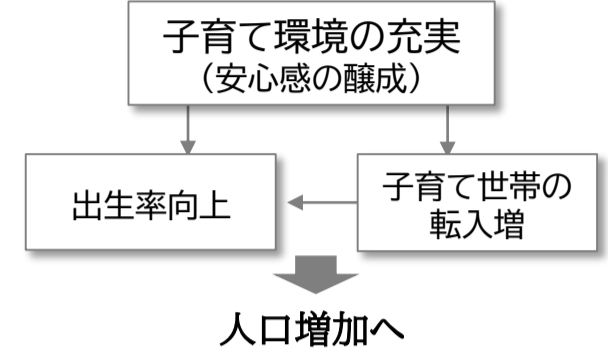 子育て環境の充実
（安心感の醸成）
出生率向上
子育て世帯の
転入増
人口増加へ